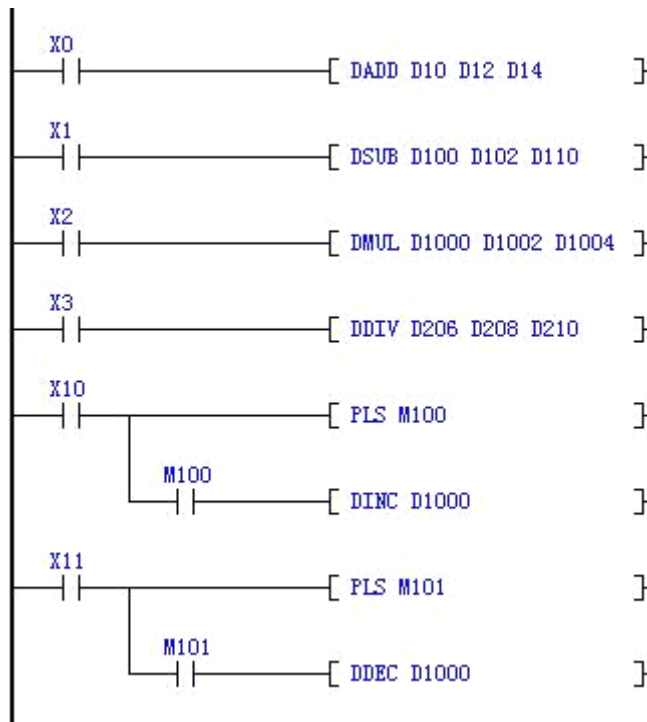 X0
DADD D10 D12 D14
X1
DSUB D100 D102 D110
X2
DMUL D1000 D1002 D1004
X3
DDIV D206 D208 D210
X10
PLS M100
M100
DINC D1000
X11
PLS M101
M101
DDEC D1000